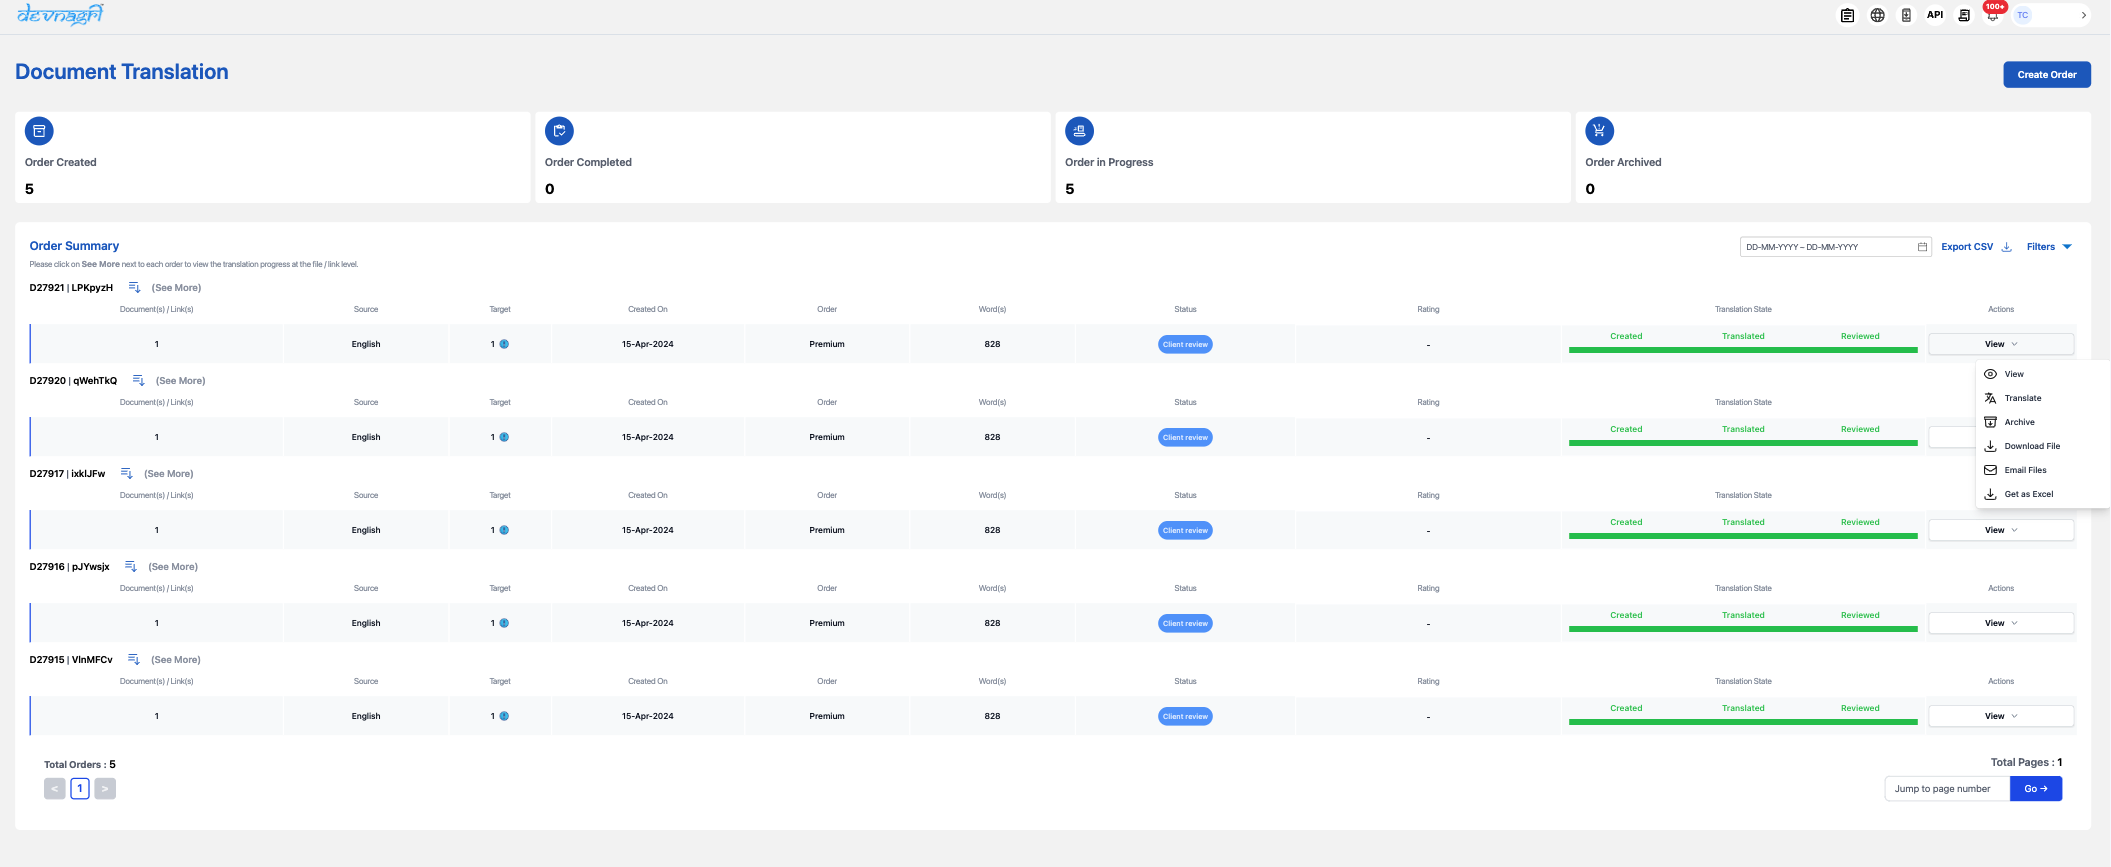 devnagri
API
100+
TC
Document Translation
Create Order
Order Created
5
Order Completed
0
Order in Progress
5
Order Archived
0
Order Summary
DD-MM-YYYY – DD-MM-YYYY
Export CSV
Filters
Please click on See More next to each order to view the translation progress at the file / link level.
D27921 | LPKpyzH (See More)
Document(s) / Link(s) Source Target Created On Order Word(s) Status Rating Translation State Actions
1 English 1 15-Apr-2024 Premium 828 Client review - Created Translated Reviewed View
View
Translate
Archive
Download File
Email Files
Get as Excel
D27920 | qWehTkQ (See More)
Document(s) / Link(s) Source Target Created On Order Word(s) Status Rating Translation State
1 English 1 15-Apr-2024 Premium 828 Client review - Created Translated Reviewed
D27917 | ixkIJFw (See More)
Document(s) / Link(s) Source Target Created On Order Word(s) Status Rating Translation State
1 English 1 15-Apr-2024 Premium 828 Client review - Created Translated Reviewed View
D27916 | pJYwsjx (See More)
Document(s) / Link(s) Source Target Created On Order Word(s) Status Rating Translation State Actions
1 English 1 15-Apr-2024 Premium 828 Client review - Created Translated Reviewed View
D27915 | VlnMFCv (See More)
Document(s) / Link(s) Source Target Created On Order Word(s) Status Rating Translation State Actions
1 English 1 15-Apr-2024 Premium 828 Client review - Created Translated Reviewed View
Total Orders : 5
< 1 >
Total Pages : 1
Jump to page number Go →